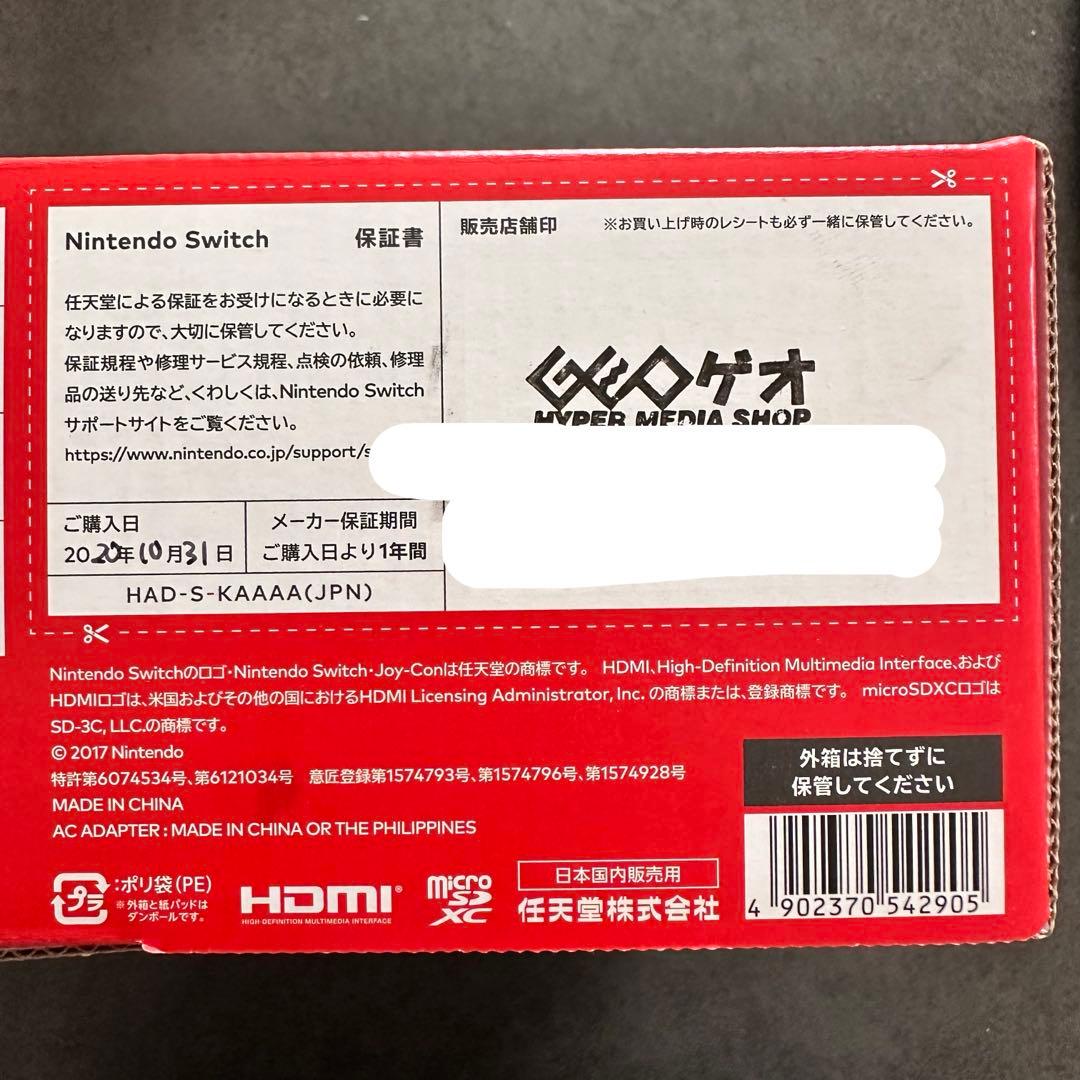 Nintendo Switch 保証書
任天堂による保証をお受けになるときに必要に
なりますので、大切に保管してください。
保証規程や修理サービス規程、点検の依頼、修理
品の送り先など、くわしくは、Nintendo Switch
サポートサイトをご覧ください。
https://www.nintendo.co.jp/support/s
ご購入日
2020年10月31日
メーカー保証期間
ご購入日より1年間
HAD-S-KAAAA(JPN)
販売店舗印 ※お買い上げ時のレシートも必ず一緒に保管してください。
GEOゲオ
HYPER MEDIA SHOP
Nintendo Switchのロゴ・Nintendo Switch・Joy-Conは任天堂の商標です。 HDMI、High-Definition Multimedia Interface、および
HDMIロゴは、米国およびその他の国におけるHDMI Licensing Administrator, Inc. の商標または、登録商標です。 microSDXCロゴは
SD-3C, LLC.の商標です。
© 2017 Nintendo
特許第6074534号、第6121034号 意匠登録第1574793号、第1574796号、第1574928号
MADE IN CHINA
AC ADAPTER : MADE IN CHINA OR THE PHILIPPINES
外箱は捨てずに
保管してください
4 902370 542905
プラ
:ポリ袋(PE)
※外箱と紙パッドは
ダンボールです。
HDMI®
HIGH-DEFINITION MULTIMEDIA INTERFACE
micro
SD
XC
日本国内販売用
任天堂株式会社